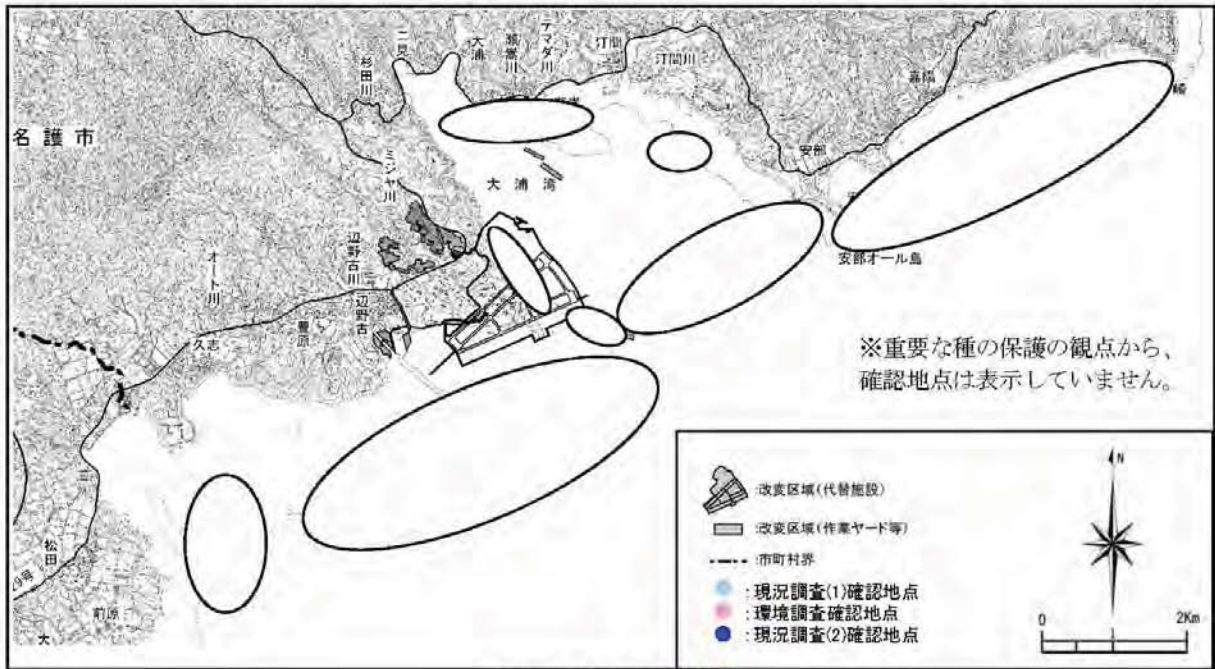 名護市
杉田川
二見
大浦
瀬嵩川
テマダ川
汀間
汀間川
嘉陽
安部
崎
大浦湾
ミジャ川
辺野古川
辺野古
オート川
豊原
久志
安部オール島
松田
前原
大
※重要な種の保護の観点から、
確認地点は表示していません。
:改変区域(代替施設)
:改変区域(作業ヤード等)
:市町村界
:現況調査(1)確認地点
:環境調査確認地点
:現況調査(2)確認地点
N
0 2Km